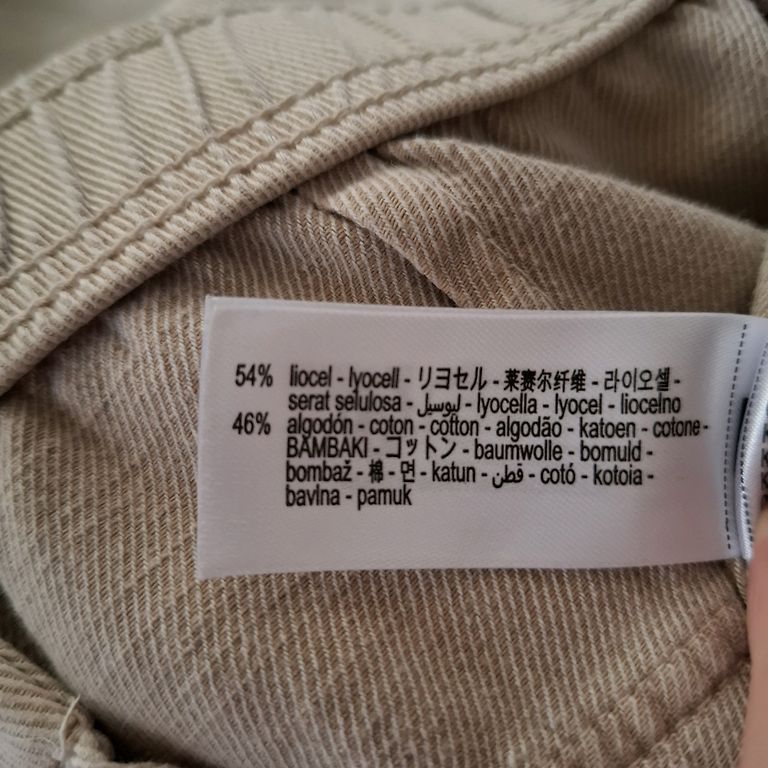 54% liocel - lyocell - リヨセル - 莱赛尔纤维 - 라이오셀 -
serat selulosa - ليوسيل - lyocella - lyocel - liocelno
46% algodón - coton - cotton - algodão - katoen - cotone -
BAMBAKI - コットン - baumwolle - bomuld -
bombaž - 棉 - 면 - katun - قطن - cotó - kotoia -
bavlna - pamuk